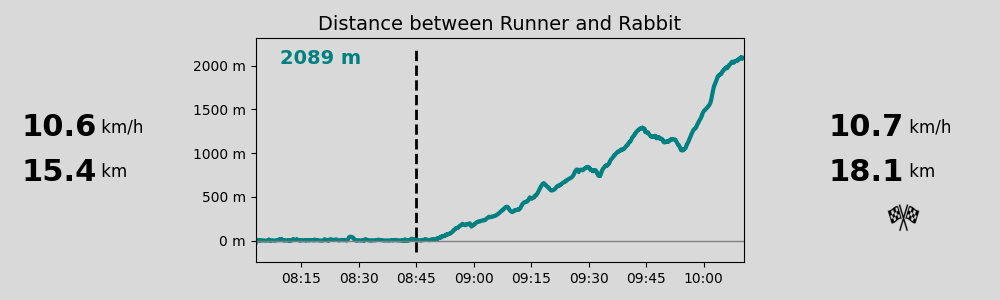 Distance between Runner and Rabbit
2089 m
2000 m
1500 m
1000 m
500 m
0 m
08:15 08:30 08:45 09:00 09:15 09:30 09:45 10:00
10.6 km/h
15.4 km
10.7 km/h
18.1 km